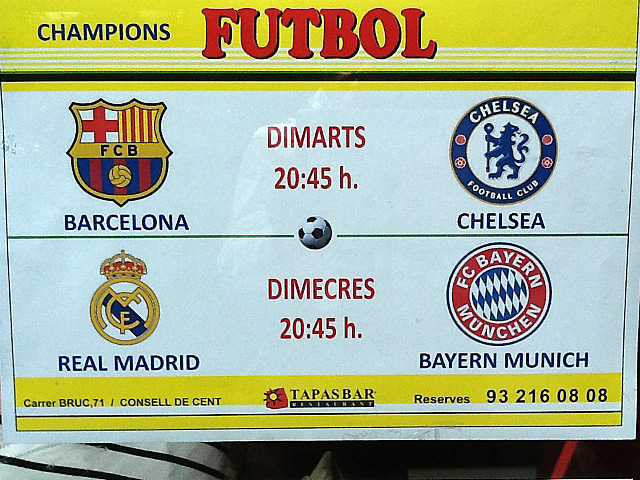 CHAMPIONS FUTBOL
FCB
BARCELONA
DIMARTS
20:45 h.
CHELSEA
FOOTBALL CLUB
CHELSEA
REAL MADRID
DIMECRES
20:45 h.
FC BAYERN
MÜNCHEN
BAYERN MUNICH
Carrer BRUC,71 / CONSELL DE CENT
TAPASBAR
RESTAURANT
Reserves 93 216 08 08